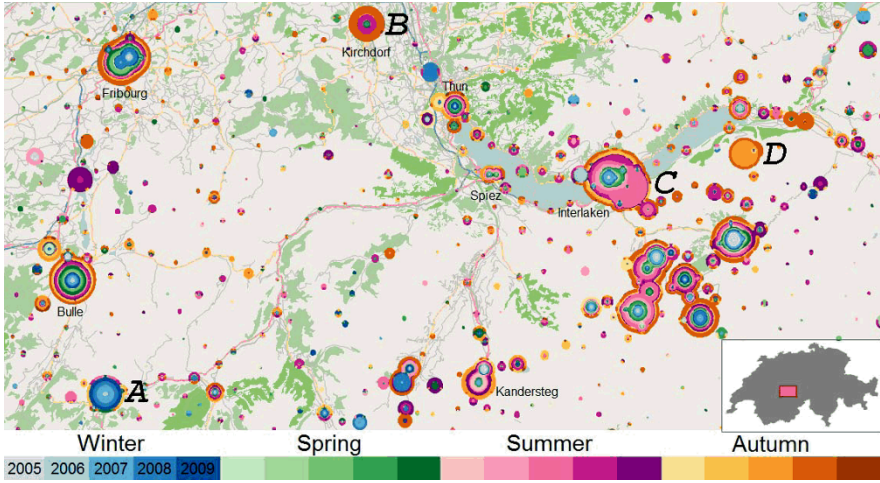 B
Kirchdorf
Fribourg
Thun
D
C
Spiez
Interlaken
Bulle
A
Kandersteg
Winter Spring Summer Autumn
2005 2006 2007 2008 2009